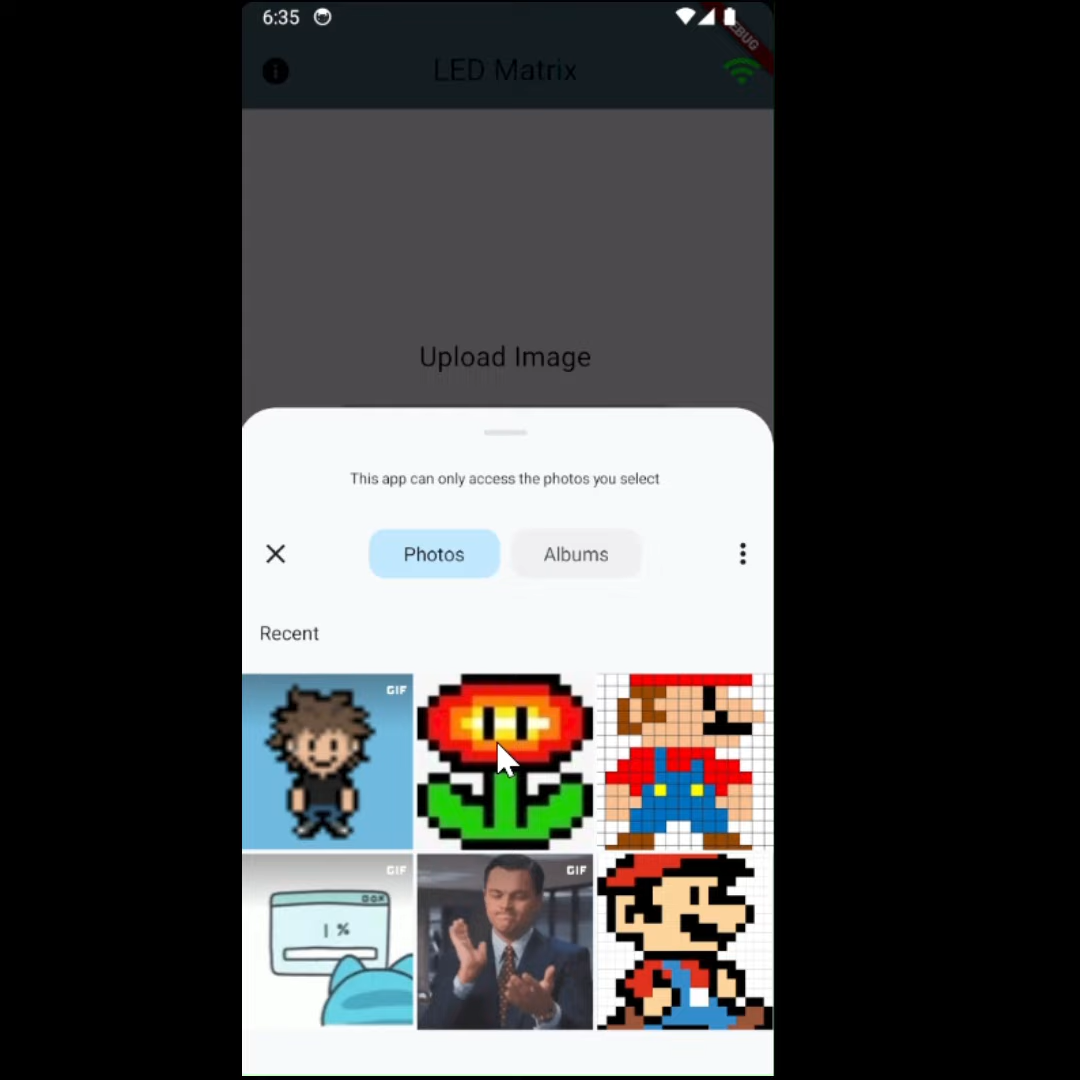 6:35
DEBUG
LED Matrix
Upload Image
This app can only access the photos you select
Photos
Albums
Recent
GIF
1 %
GIF
GIF